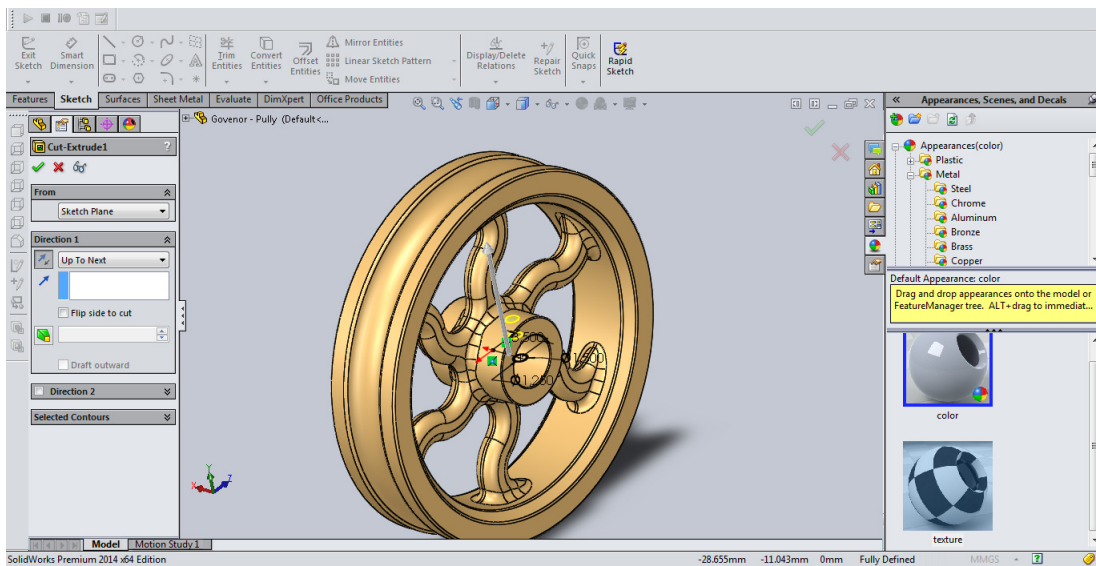 Exit Sketch
Smart Dimension
Trim Entities
Convert Entities
Offset Entities
Mirror Entities
Linear Sketch Pattern
Move Entities
Display/Delete Relations
Repair Sketch
Quick Snaps
Rapid Sketch
Features Sketch Surfaces Sheet Metal Evaluate DimXpert Office Products
Govenor - Pully (Default<...
Cut-Extrude1 ?
From
Sketch Plane
Direction 1
Up To Next
Flip side to cut
Draft outward
Direction 2
Selected Contours
1.250
Y
X
Z
Appearances, Scenes, and Decals
Appearances(color)
Plastic
Metal
Steel
Chrome
Aluminum
Bronze
Brass
Copper
Default Appearance: color
Drag and drop appearances onto the model or
FeatureManager tree. ALT+drag to immediat...
color
texture
Model Motion Study1
SolidWorks Premium 2014 x64 Edition -28.655mm -11.043mm 0mm Fully Defined MMGS ?